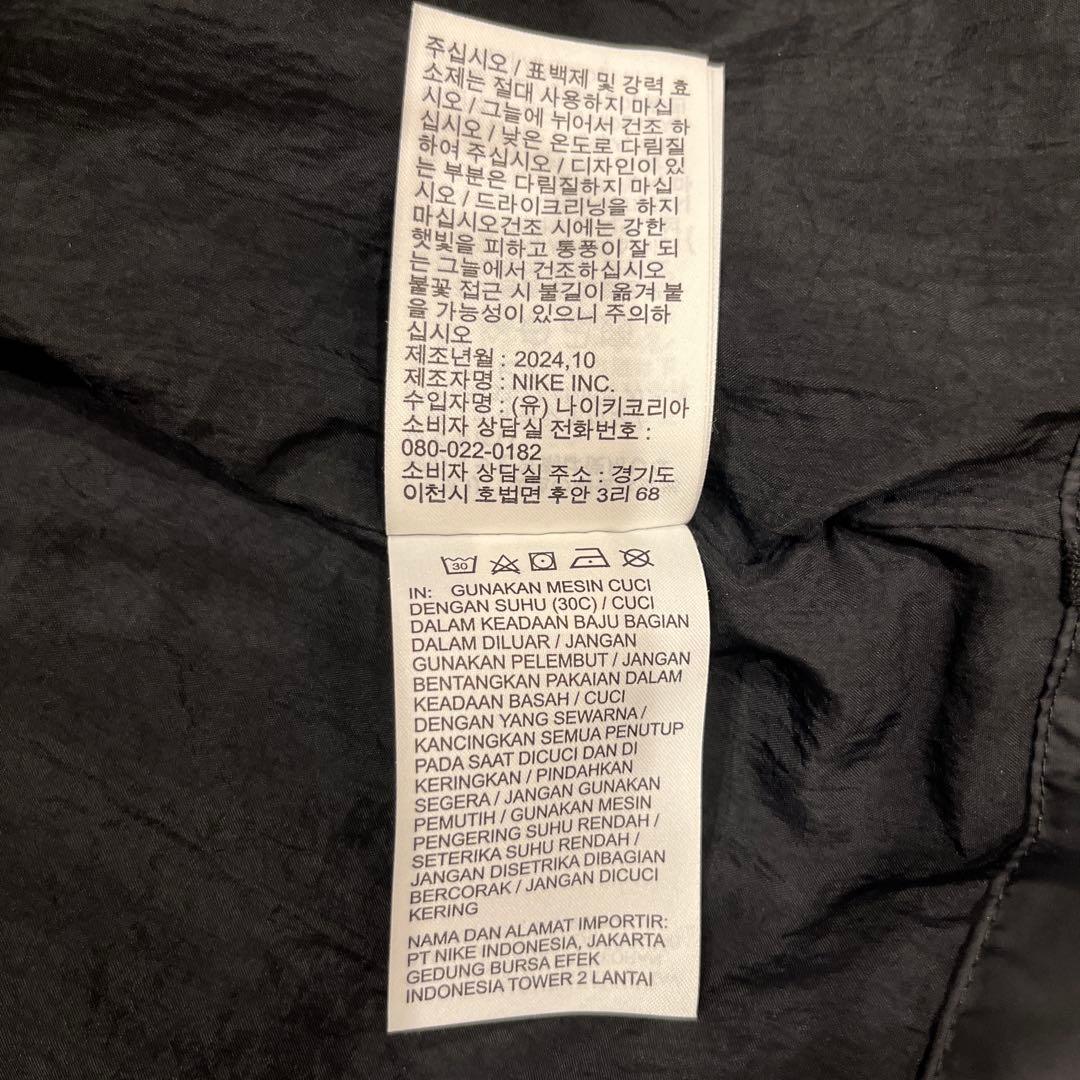 주십시오 / 표백제 및 강력 효
소제는 절대 사용하지 마십
시오 / 그늘에 뉘어서 건조 하
십시오 / 낮은 온도로 다림질
하여 주십시오 / 디자인이 있
는 부분은 다림질하지 마십
시오 / 드라이크리닝을 하지
마십시오건조 시에는 강한
햇빛을 피하고 통풍이 잘 되
는 그늘에서 건조하십시오
불꽃 접근 시 불길이 옮겨 붙
을 가능성이 있으니 주의하
십시오
제조년월 : 2024,10
제조자명 : NIKE INC.
수입자명 : (유) 나이키코리아
소비자 상담실 전화번호 :
080-022-0182
소비자 상담실 주소 : 경기도
이천시 호법면 후안 3리 68
30
IN: GUNAKAN MESIN CUCI
DENGAN SUHU (30C) / CUCI
DALAM KEADAAN BAJU BAGIAN
DALAM DILUAR / JANGAN
GUNAKAN PELEMBUT / JANGAN
BENTANGKAN PAKAIAN DALAM
KEADAAN BASAH / CUCI
DENGAN YANG SEWARNA /
KANCINGKAN SEMUA PENUTUP
PADA SAAT DICUCI DAN DI
KERINGKAN / PINDAHKAN
SEGERA / JANGAN GUNAKAN
PEMUTIH / GUNAKAN MESIN
PENGERING SUHU RENDAH /
SETERIKA SUHU RENDAH /
JANGAN DISETRIKA DIBAGIAN
BERCORAK / JANGAN DICUCI
KERING
NAMA DAN ALAMAT IMPORTIR:
PT NIKE INDONESIA, JAKARTA
GEDUNG BURSA EFEK
INDONESIA TOWER 2 LANTAI